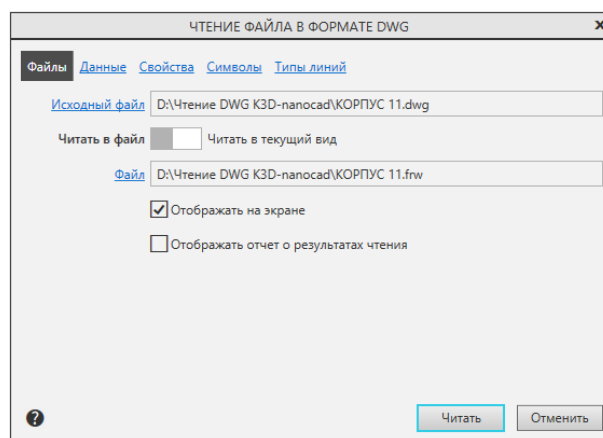 ЧТЕНИЕ ФАЙЛА В ФОРМАТЕ DWG x
Файлы Данные Свойства Символы Типы линий
Исходный файл D:\Чтение DWG K3D-nanocad\КОРПУС 11.dwg
Читать в файл Читать в текущий вид
Файл D:\Чтение DWG K3D-nanocad\КОРПУС 11.frw
Отображать на экране
Отображать отчет о результатах чтения
? Читать Отменить